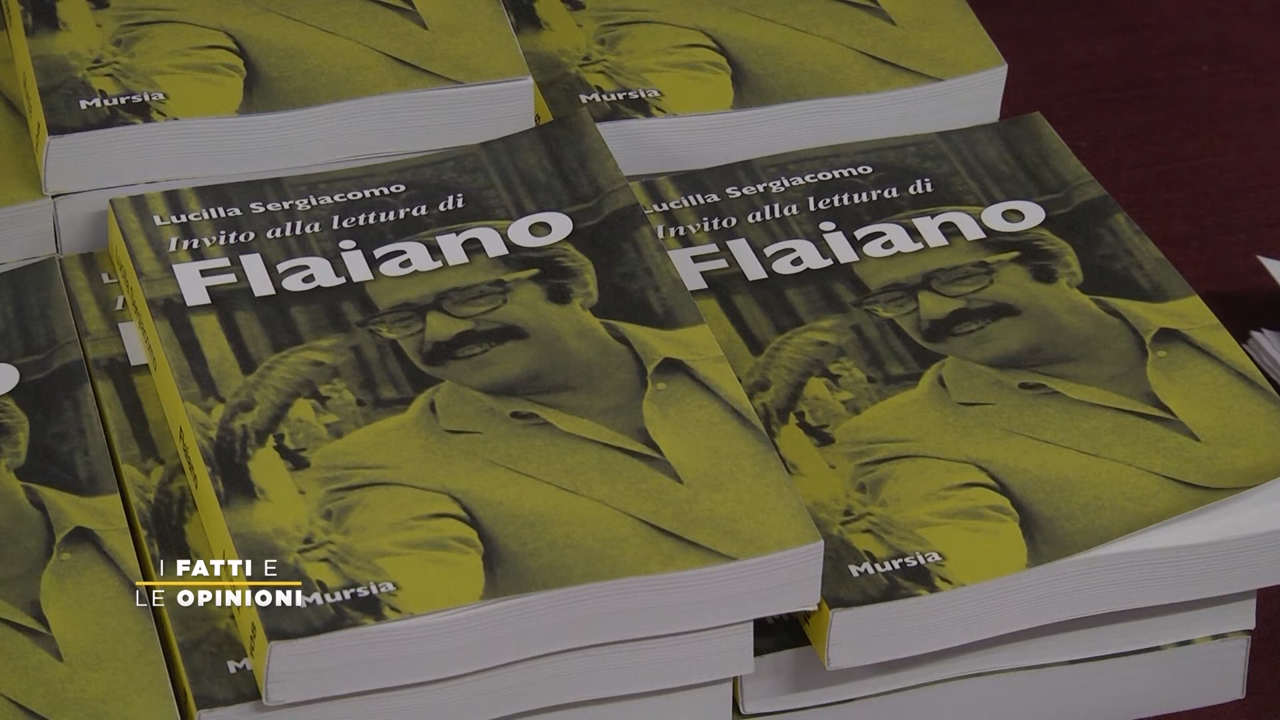 Mursia
Mursia
Lucilla Sergiacomo
Invito alla lettura di
Flaiano
Mursia
Lucilla Sergiacomo
Invito alla lettura di
Flaiano
Mursia
Flaiano
I FATTI E
LE OPINIONI